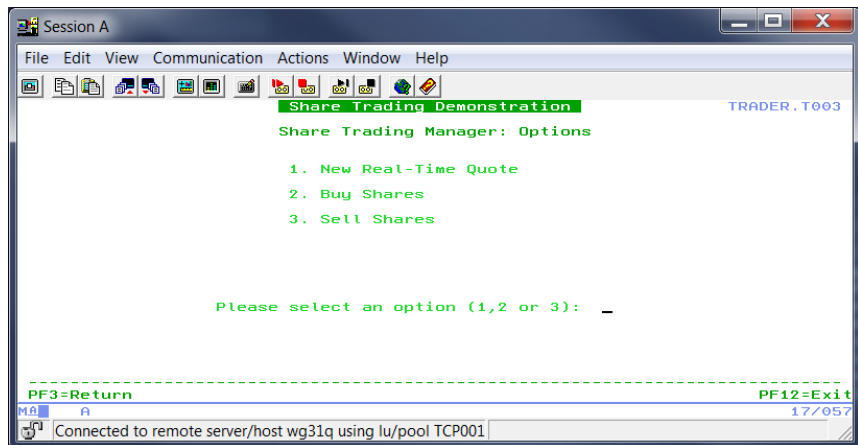 Session A
File Edit View Communication Actions Window Help
Share Trading Demonstration TRADER.T003
Share Trading Manager: Options
1. New Real-Time Quote
2. Buy Shares
3. Sell Shares
Please select an option (1,2 or 3): _
PF3=Return PF12=Exit
MA A 17/057
Connected to remote server/host wg31q using lu/pool TCP001